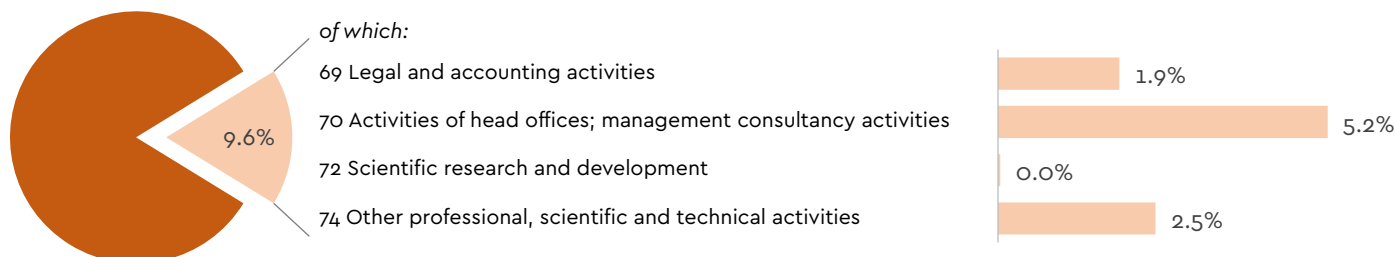 of which:
69 Legal and accounting activities
1.9%
70 Activities of head offices; management consultancy activities
5.2%
9.6%
72 Scientific research and development
0.0%
74 Other professional, scientific and technical activities
2.5%